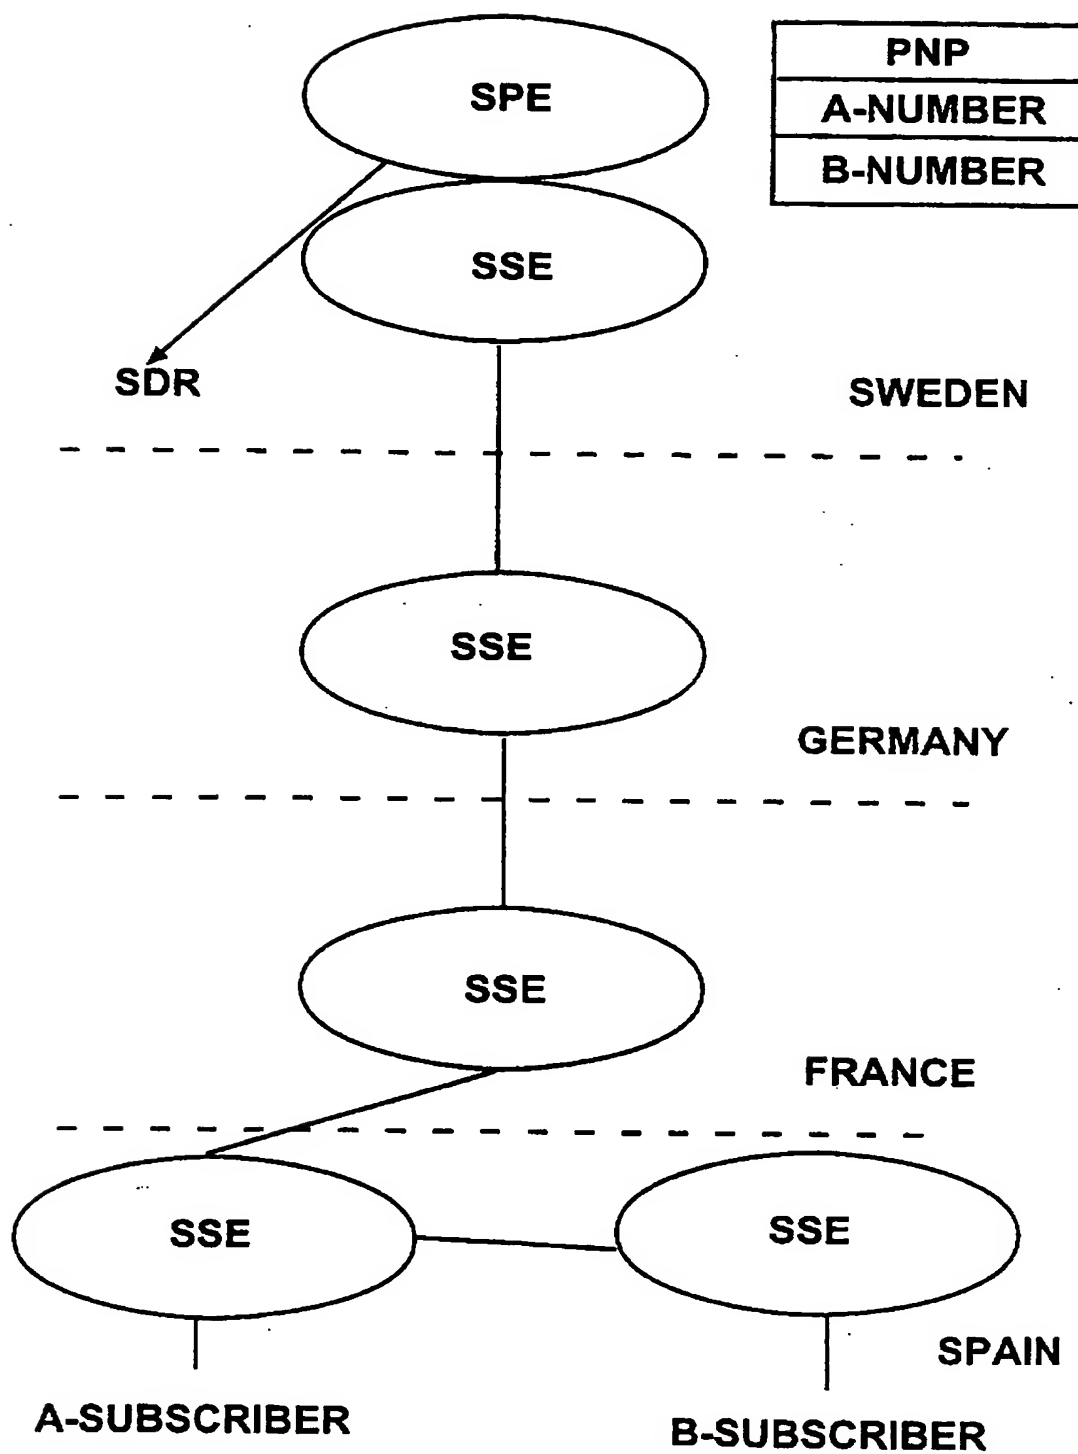 SPE
PNP
A-NUMBER
B-NUMBER
SSE
SDR
SWEDEN
SSE
GERMANY
SSE
FRANCE
SSE
SSE
SPAIN
A-SUBSCRIBER
B-SUBSCRIBER